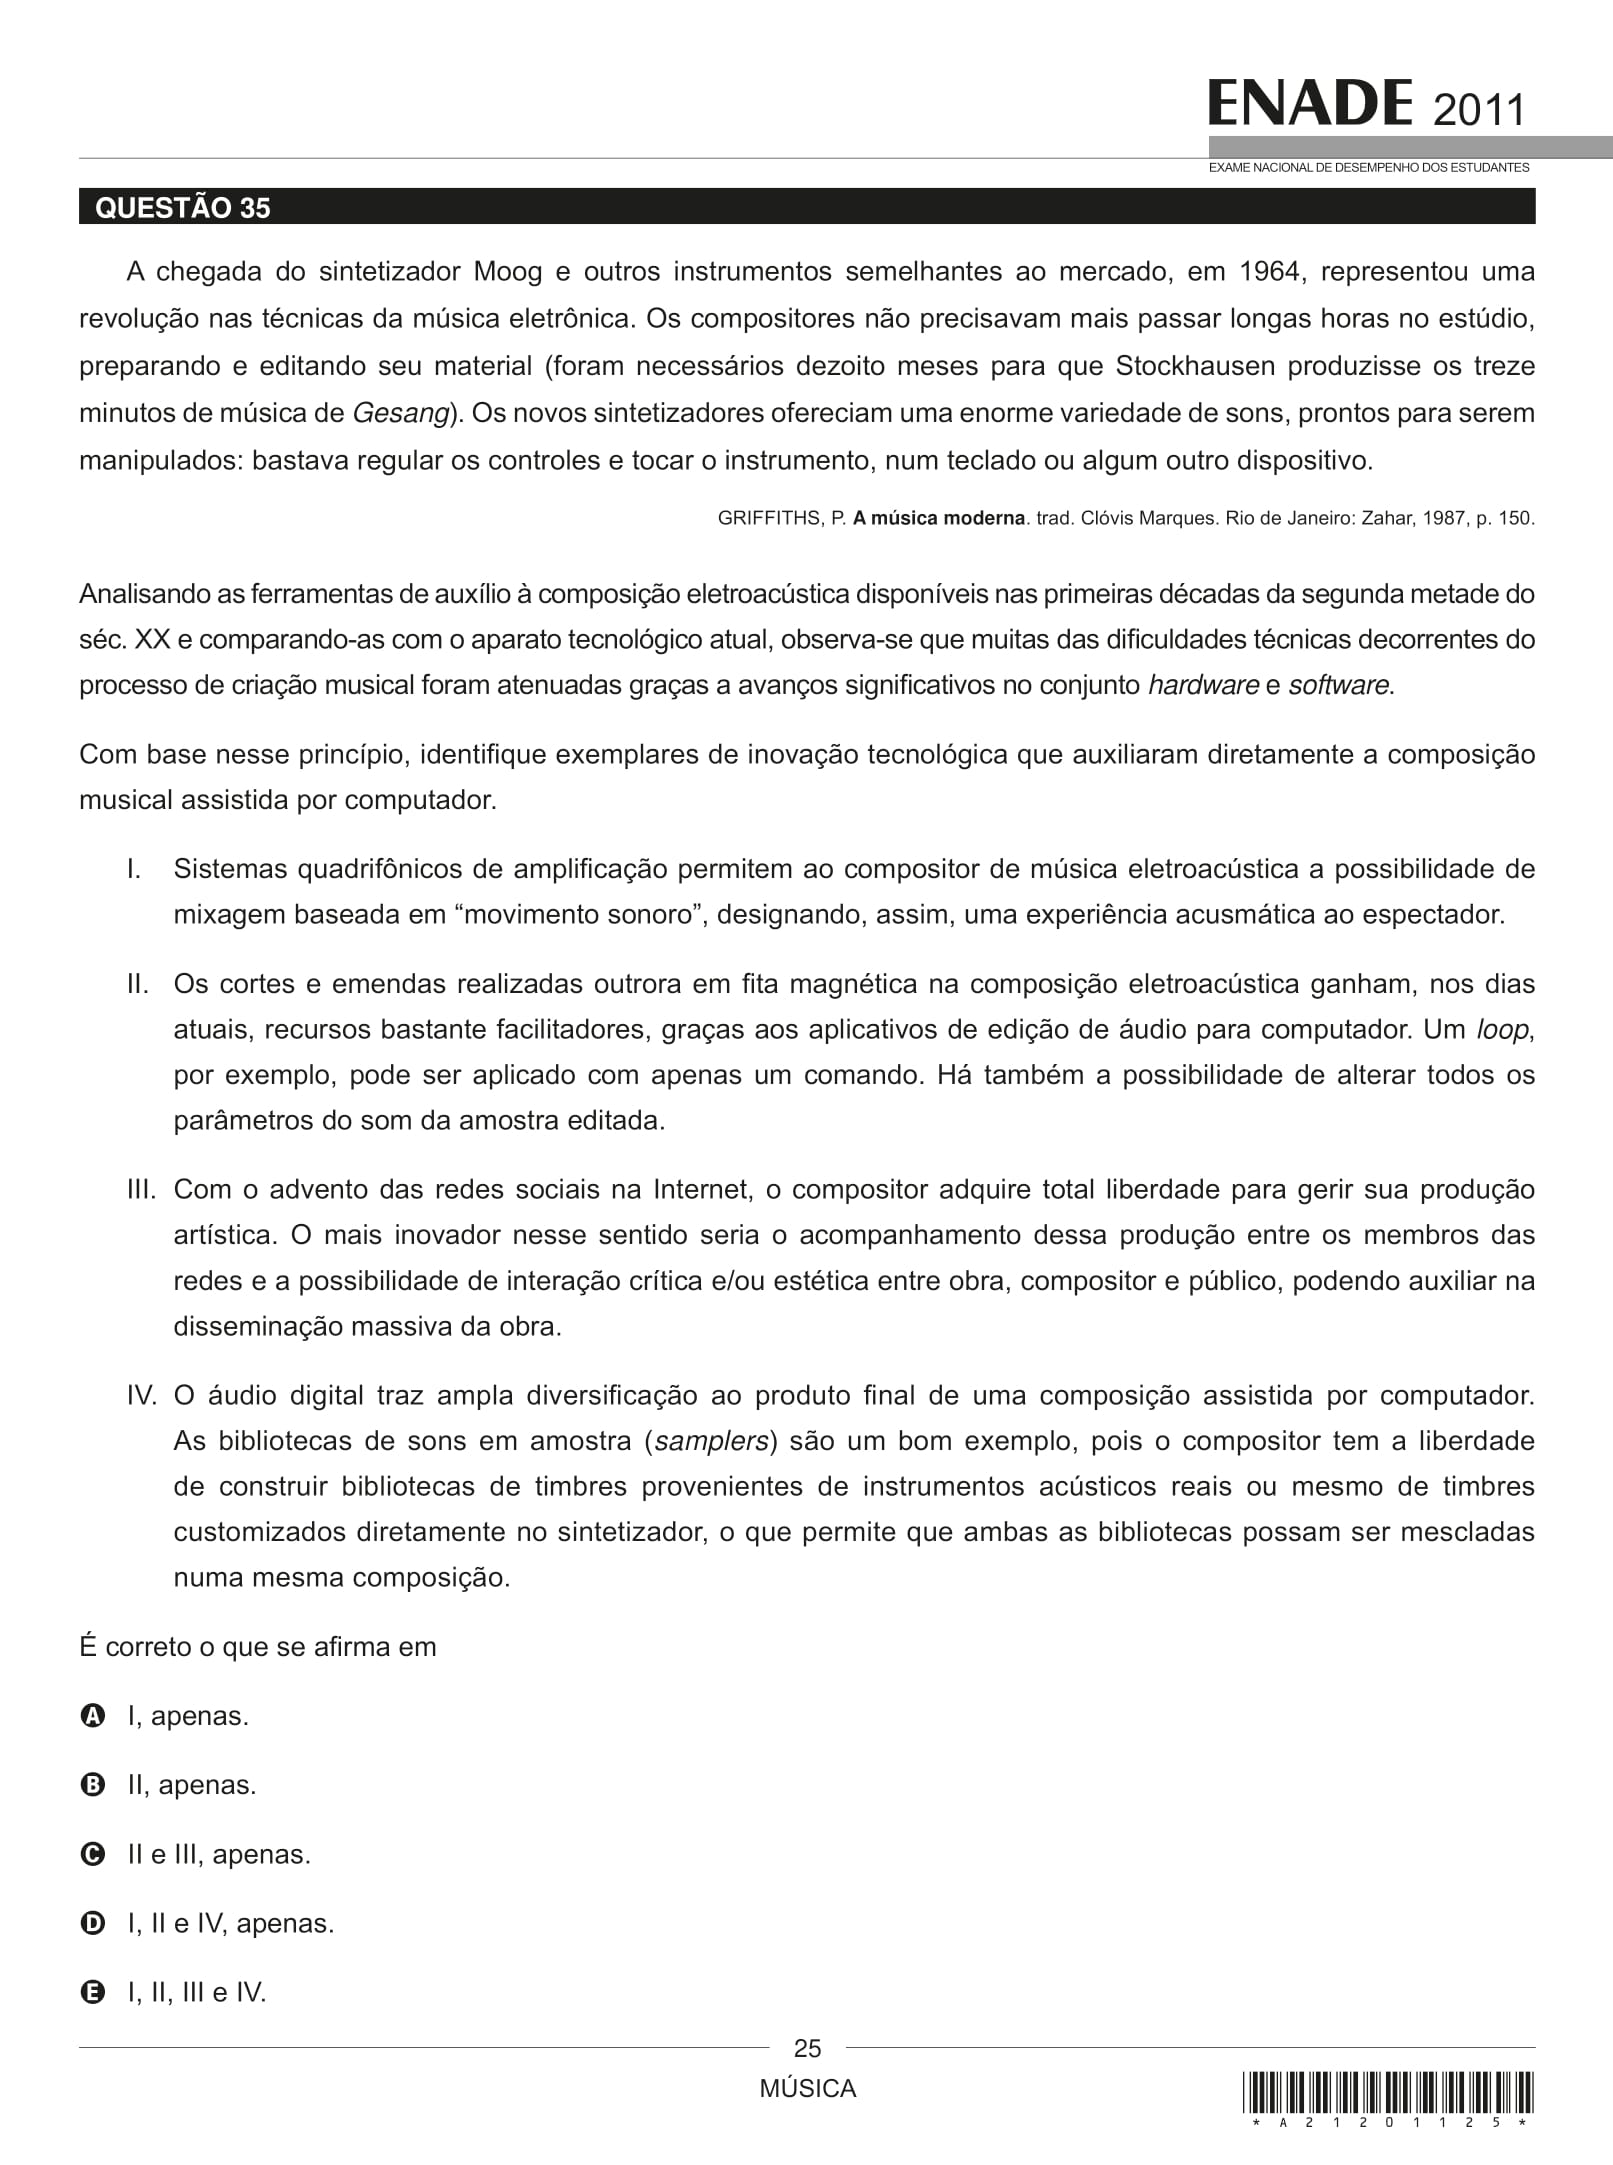 ENADE 2011
EXAME NACIONAL DE DESEMPENHO DOS ESTUDANTES
QUESTÃO 35
A chegada do sintetizador Moog e outros instrumentos semelhantes ao mercado, em 1964, representou uma
revolução nas técnicas da música eletrônica. Os compositores não precisavam mais passar longas horas no estúdio,
preparando e editando seu material (foram necessários dezoito meses para que Stockhausen produzisse os treze
minutos de música de Gesang). Os novos sintetizadores ofereciam uma enorme variedade de sons, prontos para serem
manipulados: bastava regular os controles e tocar o instrumento, num teclado ou algum outro dispositivo.
GRIFFITHS, P. A música moderna. trad. Clóvis Marques. Rio de Janeiro: Zahar, 1987, p. 150.
Analisando as ferramentas de auxílio à composição eletroacústica disponíveis nas primeiras décadas da segunda metade do
séc. XX e comparando-as com o aparato tecnológico atual, observa-se que muitas das dificuldades técnicas decorrentes do
processo de criação musical foram atenuadas graças a avanços significativos no conjunto hardware e software.
Com base nesse princípio, identifique exemplares de inovação tecnológica que auxiliaram diretamente a composição
musical assistida por computador.
I. Sistemas quadrifônicos de amplificação permitem ao compositor de música eletroacústica a possibilidade de
mixagem baseada em “movimento sonoro”, designando, assim, uma experiência acusmática ao espectador.
II. Os cortes e emendas realizadas outrora em fita magnética na composição eletroacústica ganham, nos dias
atuais, recursos bastante facilitadores, graças aos aplicativos de edição de áudio para computador. Um loop,
por exemplo, pode ser aplicado com apenas um comando. Há também a possibilidade de alterar todos os
parâmetros do som da amostra editada.
III. Com o advento das redes sociais na Internet, o compositor adquire total liberdade para gerir sua produção
artística. O mais inovador nesse sentido seria o acompanhamento dessa produção entre os membros das
redes e a possibilidade de interação crítica e/ou estética entre obra, compositor e público, podendo auxiliar na
disseminação massiva da obra.
IV. O áudio digital traz ampla diversificação ao produto final de uma composição assistida por computador.
As bibliotecas de sons em amostra (samplers) são um bom exemplo, pois o compositor tem a liberdade
de construir bibliotecas de timbres provenientes de instrumentos acústicos reais ou mesmo de timbres
customizados diretamente no sintetizador, o que permite que ambas as bibliotecas possam ser mescladas
numa mesma composição.
É correto o que se afirma em
A I, apenas.
B II, apenas.
C II e III, apenas.
D I, II e IV, apenas.
E I, II, III e IV.
25
MÚSICA
* A 2 1 2 0 1 1 2 5 *